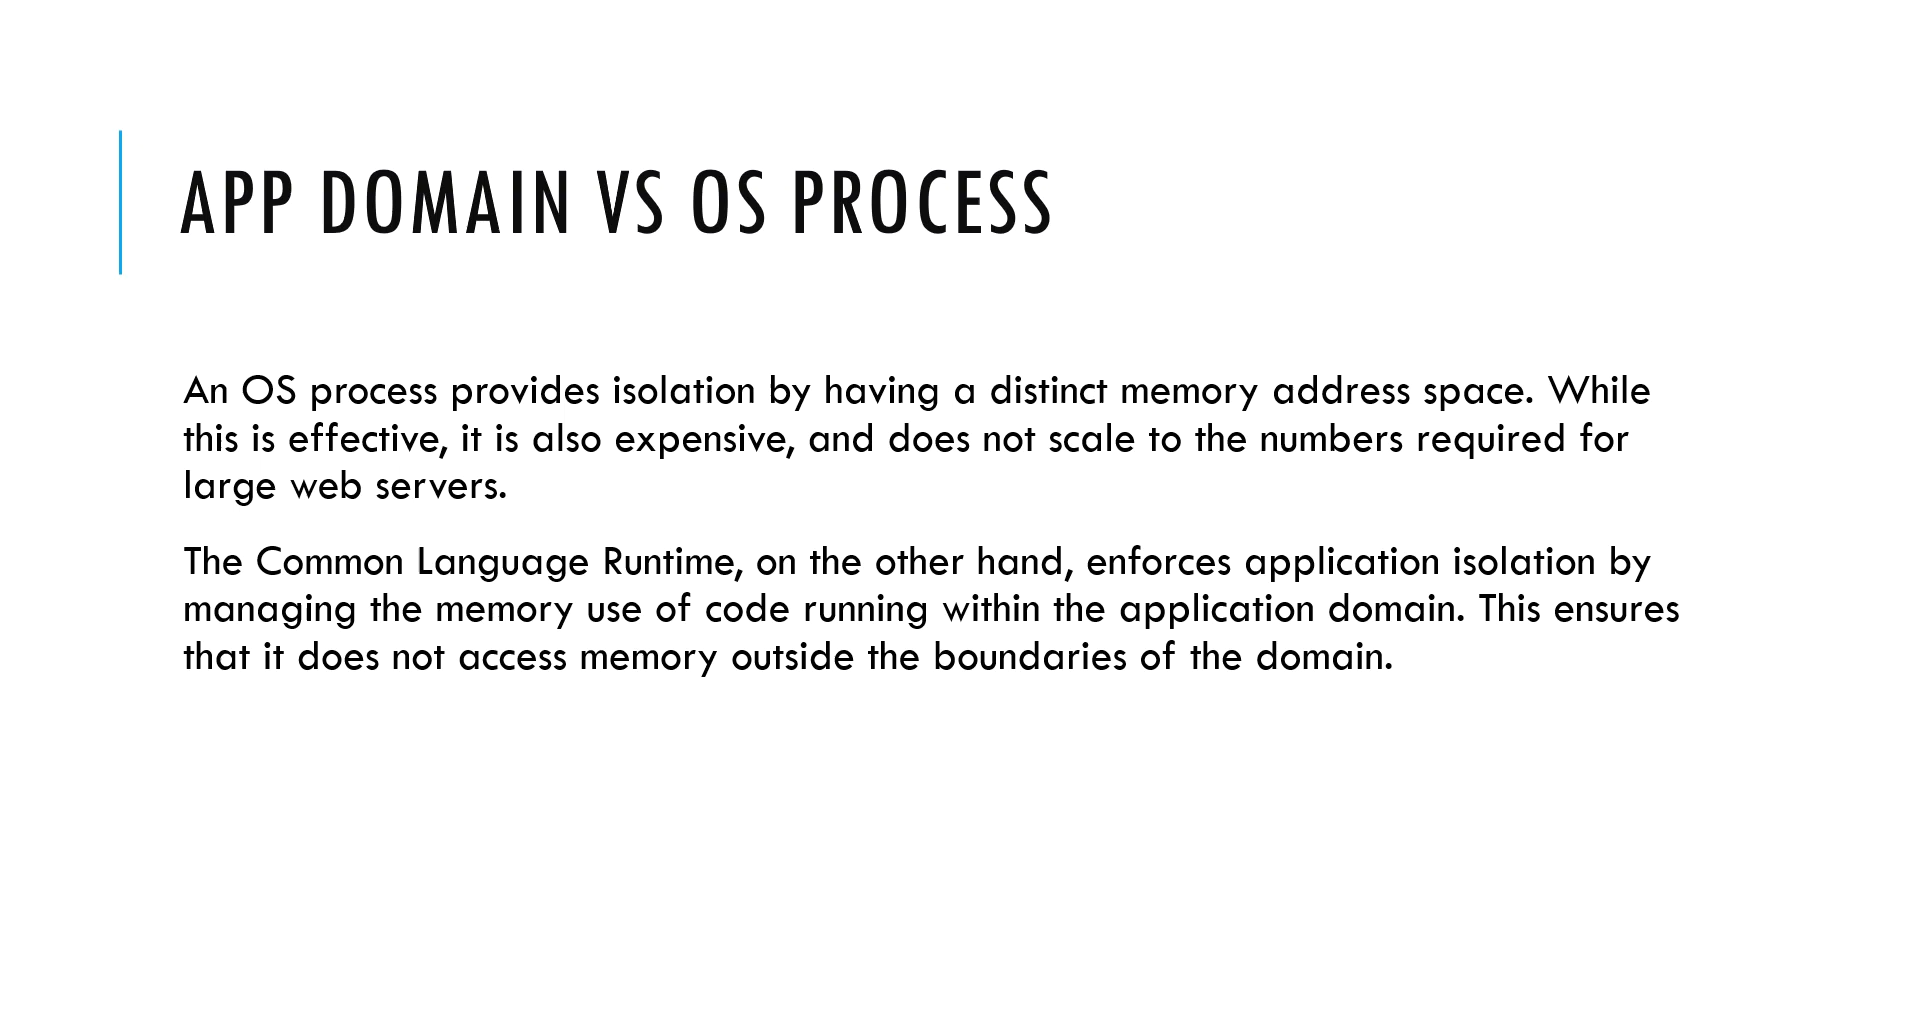 APP DOMAIN VS OS PROCESS
An OS process provides isolation by having a distinct memory address space. While
this is effective, it is also expensive, and does not scale to the numbers required for
large web servers.
The Common Language Runtime, on the other hand, enforces application isolation by
managing the memory use of code running within the application domain. This ensures
that it does not access memory outside the boundaries of the domain.